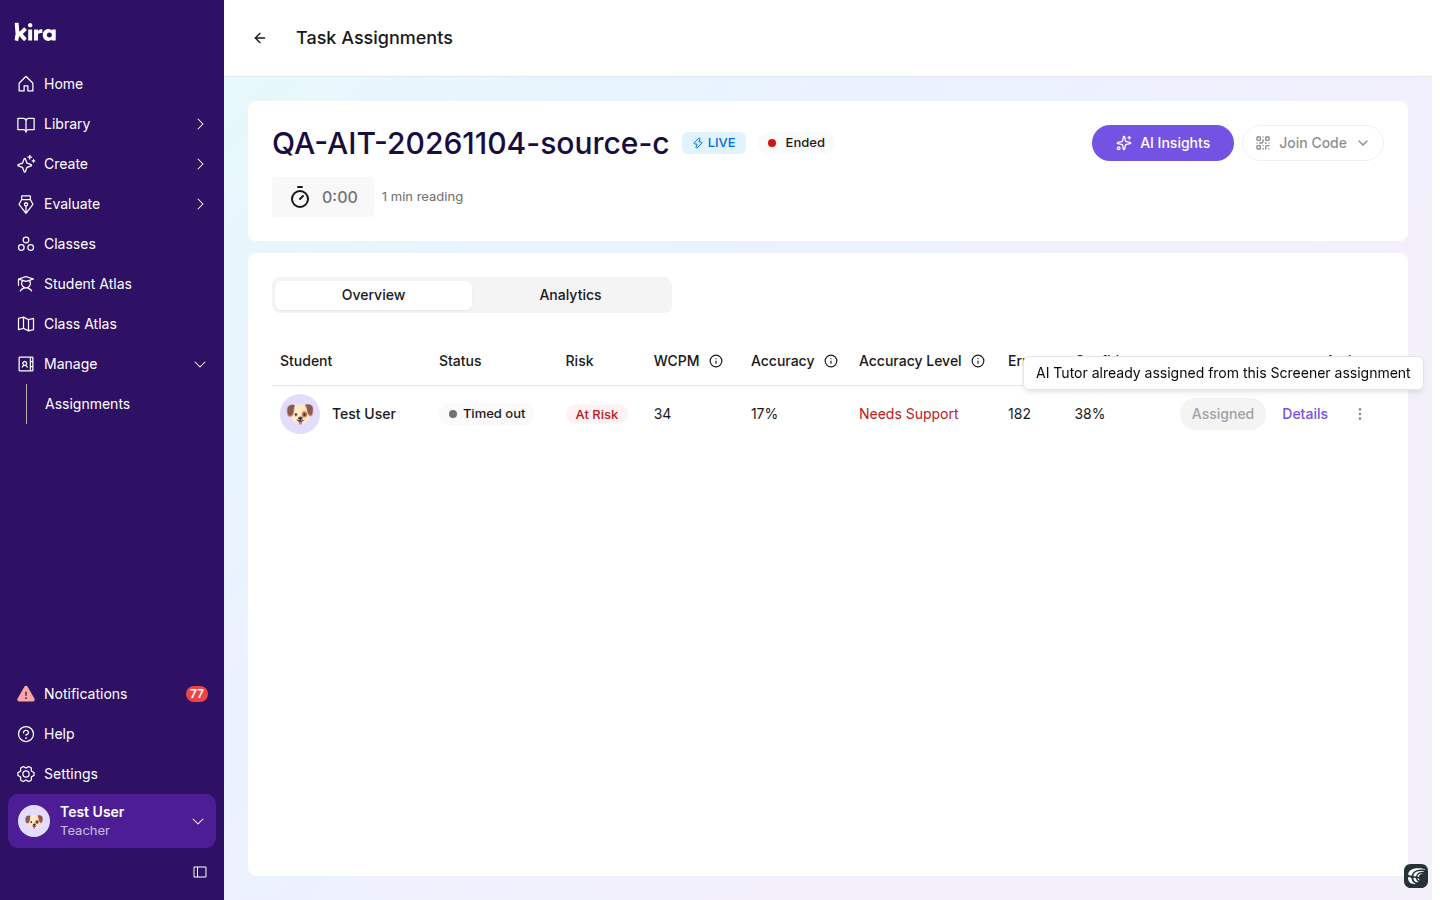 kira
Home
Library
Create
Evaluate
Classes
Student Atlas
Class Atlas
Manage
Assignments
Notifications 77
Help
Settings
Test User
Teacher
Task Assignments
QA-AIT-20261104-source-c LIVE Ended
AI Insights Join Code
0:00 1 min reading
Overview Analytics
Student Status Risk WCPM Accuracy Accuracy Level
AI Tutor already assigned from this Screener assignment
Test User Timed out At Risk 34 17% Needs Support 182 38% Assigned Details